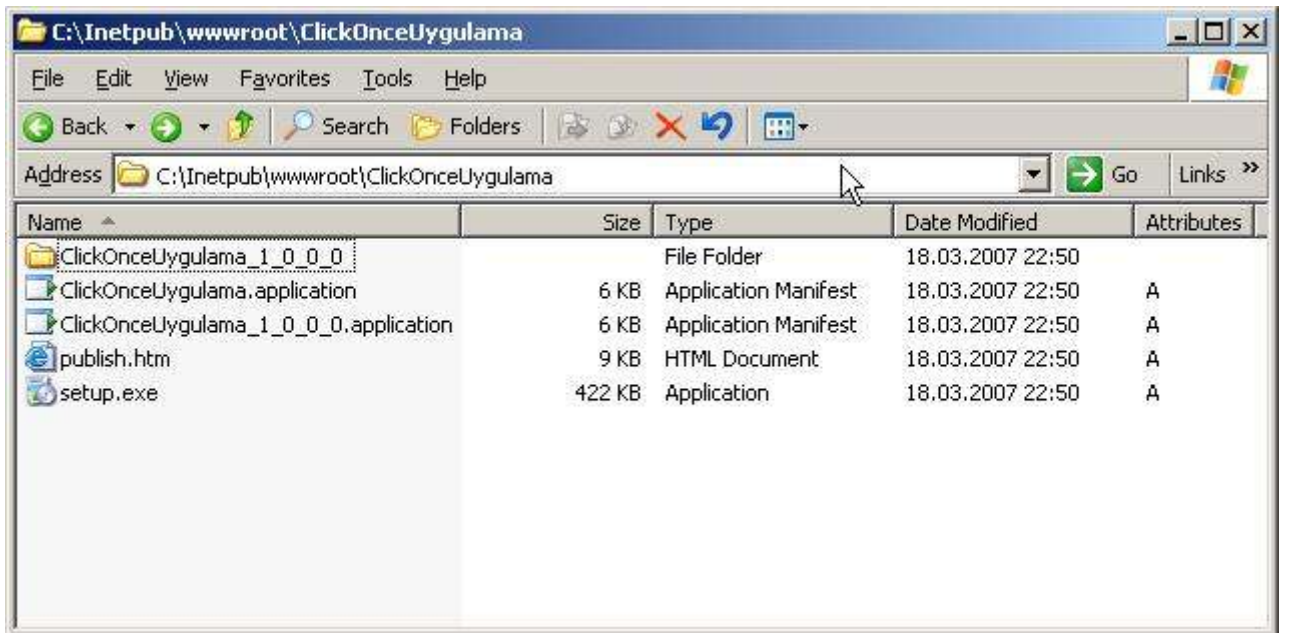 C:\Inetpub\wwwroot\ClickOnceUygulama
File Edit View Favorites Tools Help
Back Search Folders
Address C:\Inetpub\wwwroot\ClickOnceUygulama Go Links »
Name Size Type Date Modified Attributes
ClickOnceUygulama_1_0_0_0 File Folder 18.03.2007 22:50
ClickOnceUygulama.application 6 KB Application Manifest 18.03.2007 22:50 A
ClickOnceUygulama_1_0_0_0.application 6 KB Application Manifest 18.03.2007 22:50 A
publish.htm 9 KB HTML Document 18.03.2007 22:50 A
setup.exe 422 KB Application 18.03.2007 22:50 A